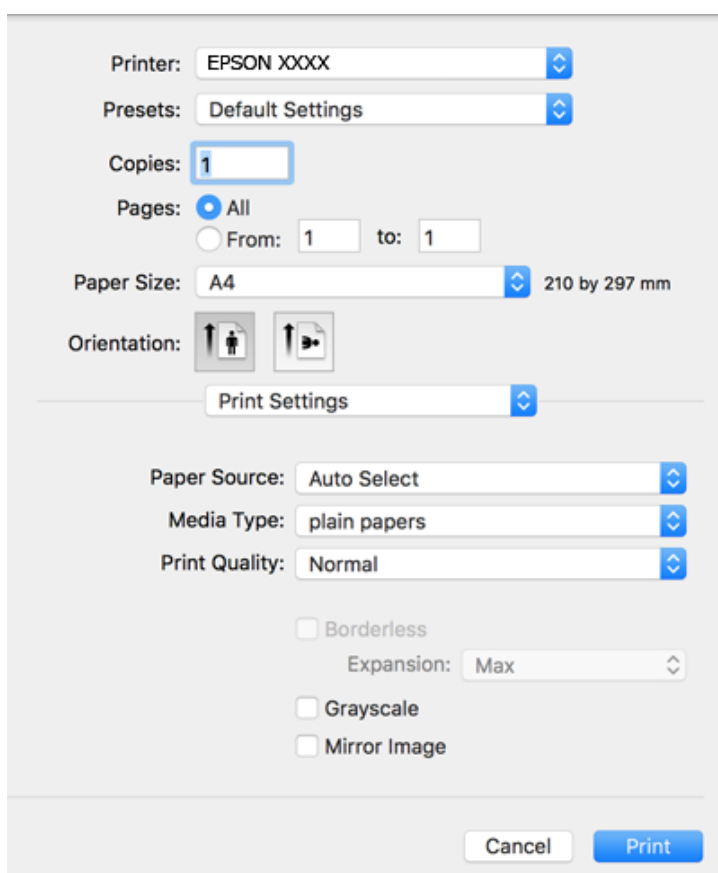 Printer: EPSON XXXX
Presets: Default Settings
Copies: 1
Pages: All
From: 1 to: 1
Paper Size: A4 210 by 297 mm
Orientation:
Print Settings
Paper Source: Auto Select
Media Type: plain papers
Print Quality: Normal
Borderless
Expansion: Max
Grayscale
Mirror Image
Cancel Print